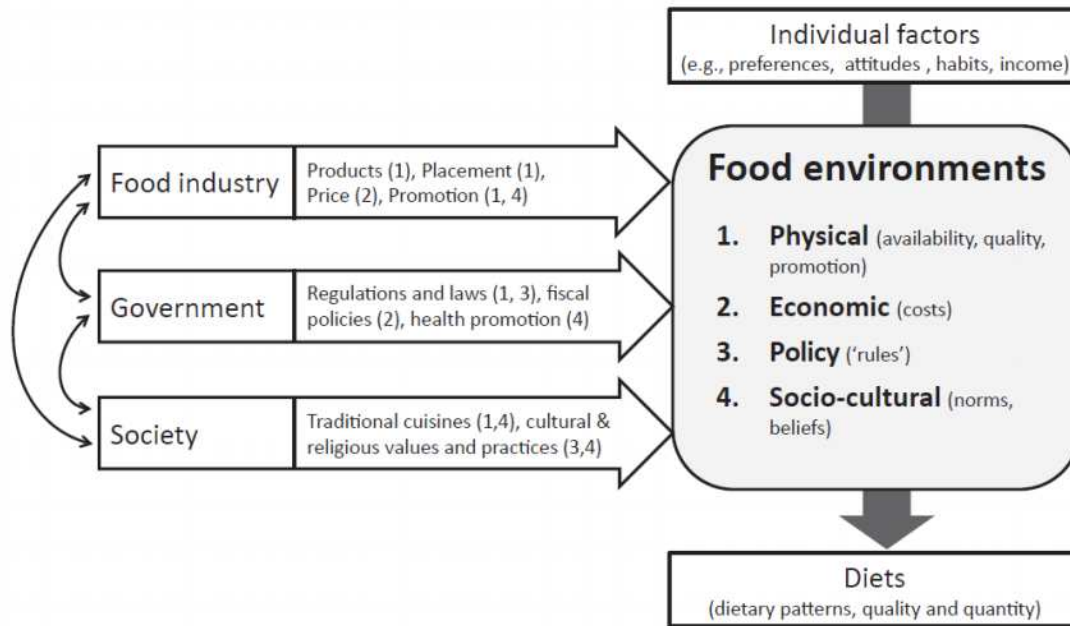 Individual factors
(e.g., preferences, attitudes , habits, income)
Food industry
Products (1), Placement (1),
Price (2), Promotion (1, 4)
Government
Regulations and laws (1, 3), fiscal
policies (2), health promotion (4)
Society
Traditional cuisines (1,4), cultural &
religious values and practices (3,4)
Food environments
1. Physical (availability, quality,
promotion)
2. Economic (costs)
3. Policy (‘rules’)
4. Socio-cultural (norms,
beliefs)
Diets
(dietary patterns, quality and quantity)